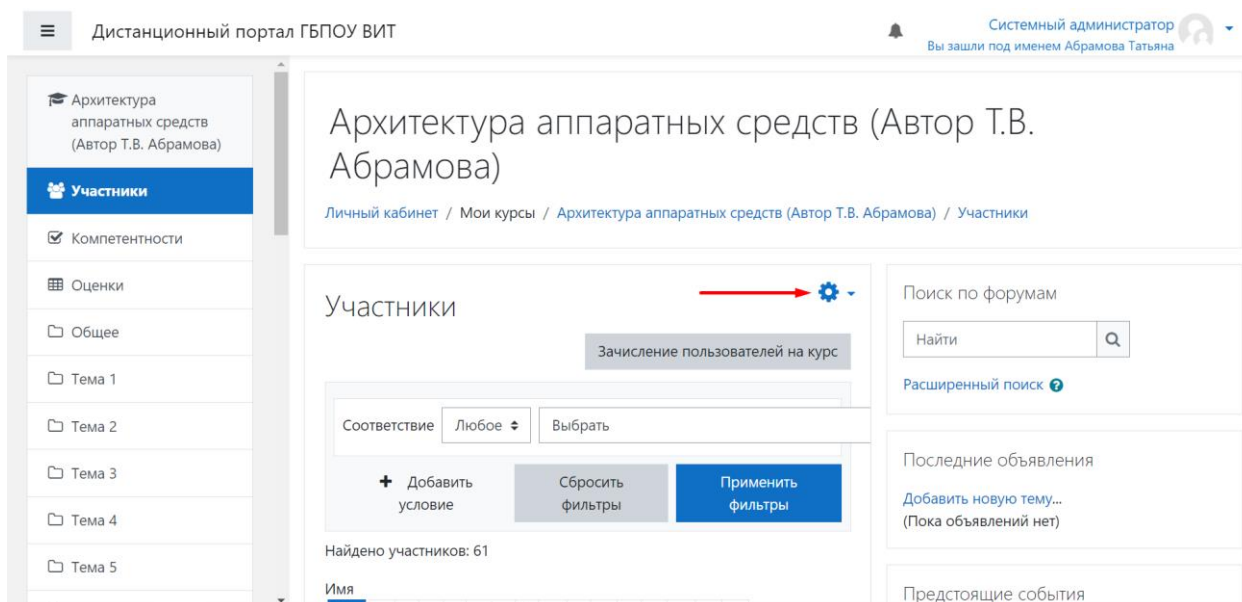 Дистанционный портал ГБПОУ ВИТ
Системный администратор
Вы зашли под именем Абрамова Татьяна
Архитектура
аппаратных средств
(Автор Т.В. Абрамова)
Участники
Компетентности
Оценки
Общее
Тема 1
Тема 2
Тема 3
Тема 4
Тема 5
Архитектура аппаратных средств (Автор Т.В.
Абрамова)
Личный кабинет / Мои курсы / Архитектура аппаратных средств (Автор Т.В. Абрамова) / Участники
Участники
Зачисление пользователей на курс
Соответствие Любое Выбрать
Добавить
условие
Сбросить
фильтры
Применить
фильтры
Найдено участников: 61
Имя
Поиск по форумам
Найти
Расширенный поиск
Последние объявления
Добавить новую тему...
(Пока объявлений нет)
Предстоящие события